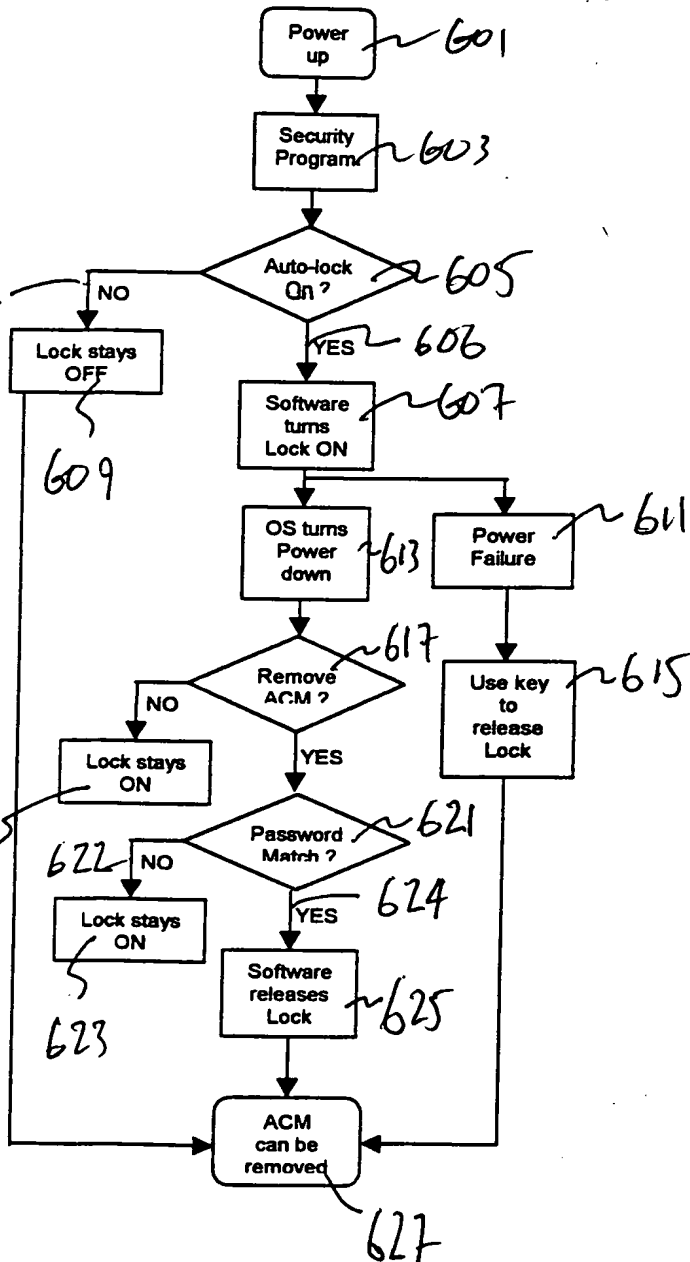 Power
up
601
Security
Program
603
Auto-lock
On ?
605
NO
YES
606
Lock stays
OFF
609
Software
turns
Lock ON
607
OS turns
Power
down
613
Power
Failure
611
Remove
ACM ?
617
NO
YES
Use key
to
release
Lock
615
Lock stays
ON
Password
Match ?
621
622
NO
YES
624
Lock stays
ON
623
Software
releases
Lock
625
ACM
can be
removed
627